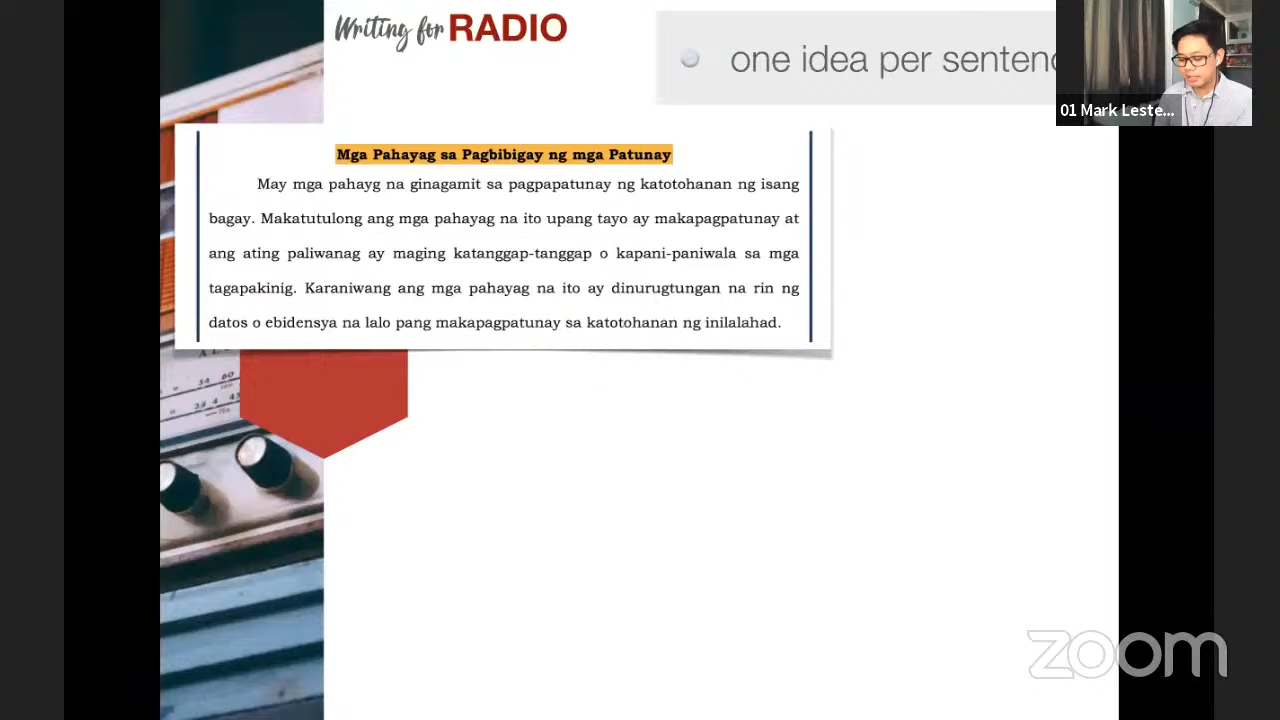 Writing for RADIO
one idea per sentenc
01 Mark Leste...
Mga Pahayag sa Pagbibigay ng mga Patunay
May mga pahayg na ginagamit sa pagpapatunay ng katotohanan ng isang
bagay. Makatutulong ang mga pahayag na ito upang tayo ay makapagpatunay at
ang ating paliwanag ay maging katanggap-tanggap o kapani-paniwala sa mga
tagapakinig. Karaniwang ang mga pahayag na ito ay dinurugtungan na rin ng
datos o ebidensya na lalo pang makapagpatunay sa katotohanan ng inilalahad.
54 60
zoom